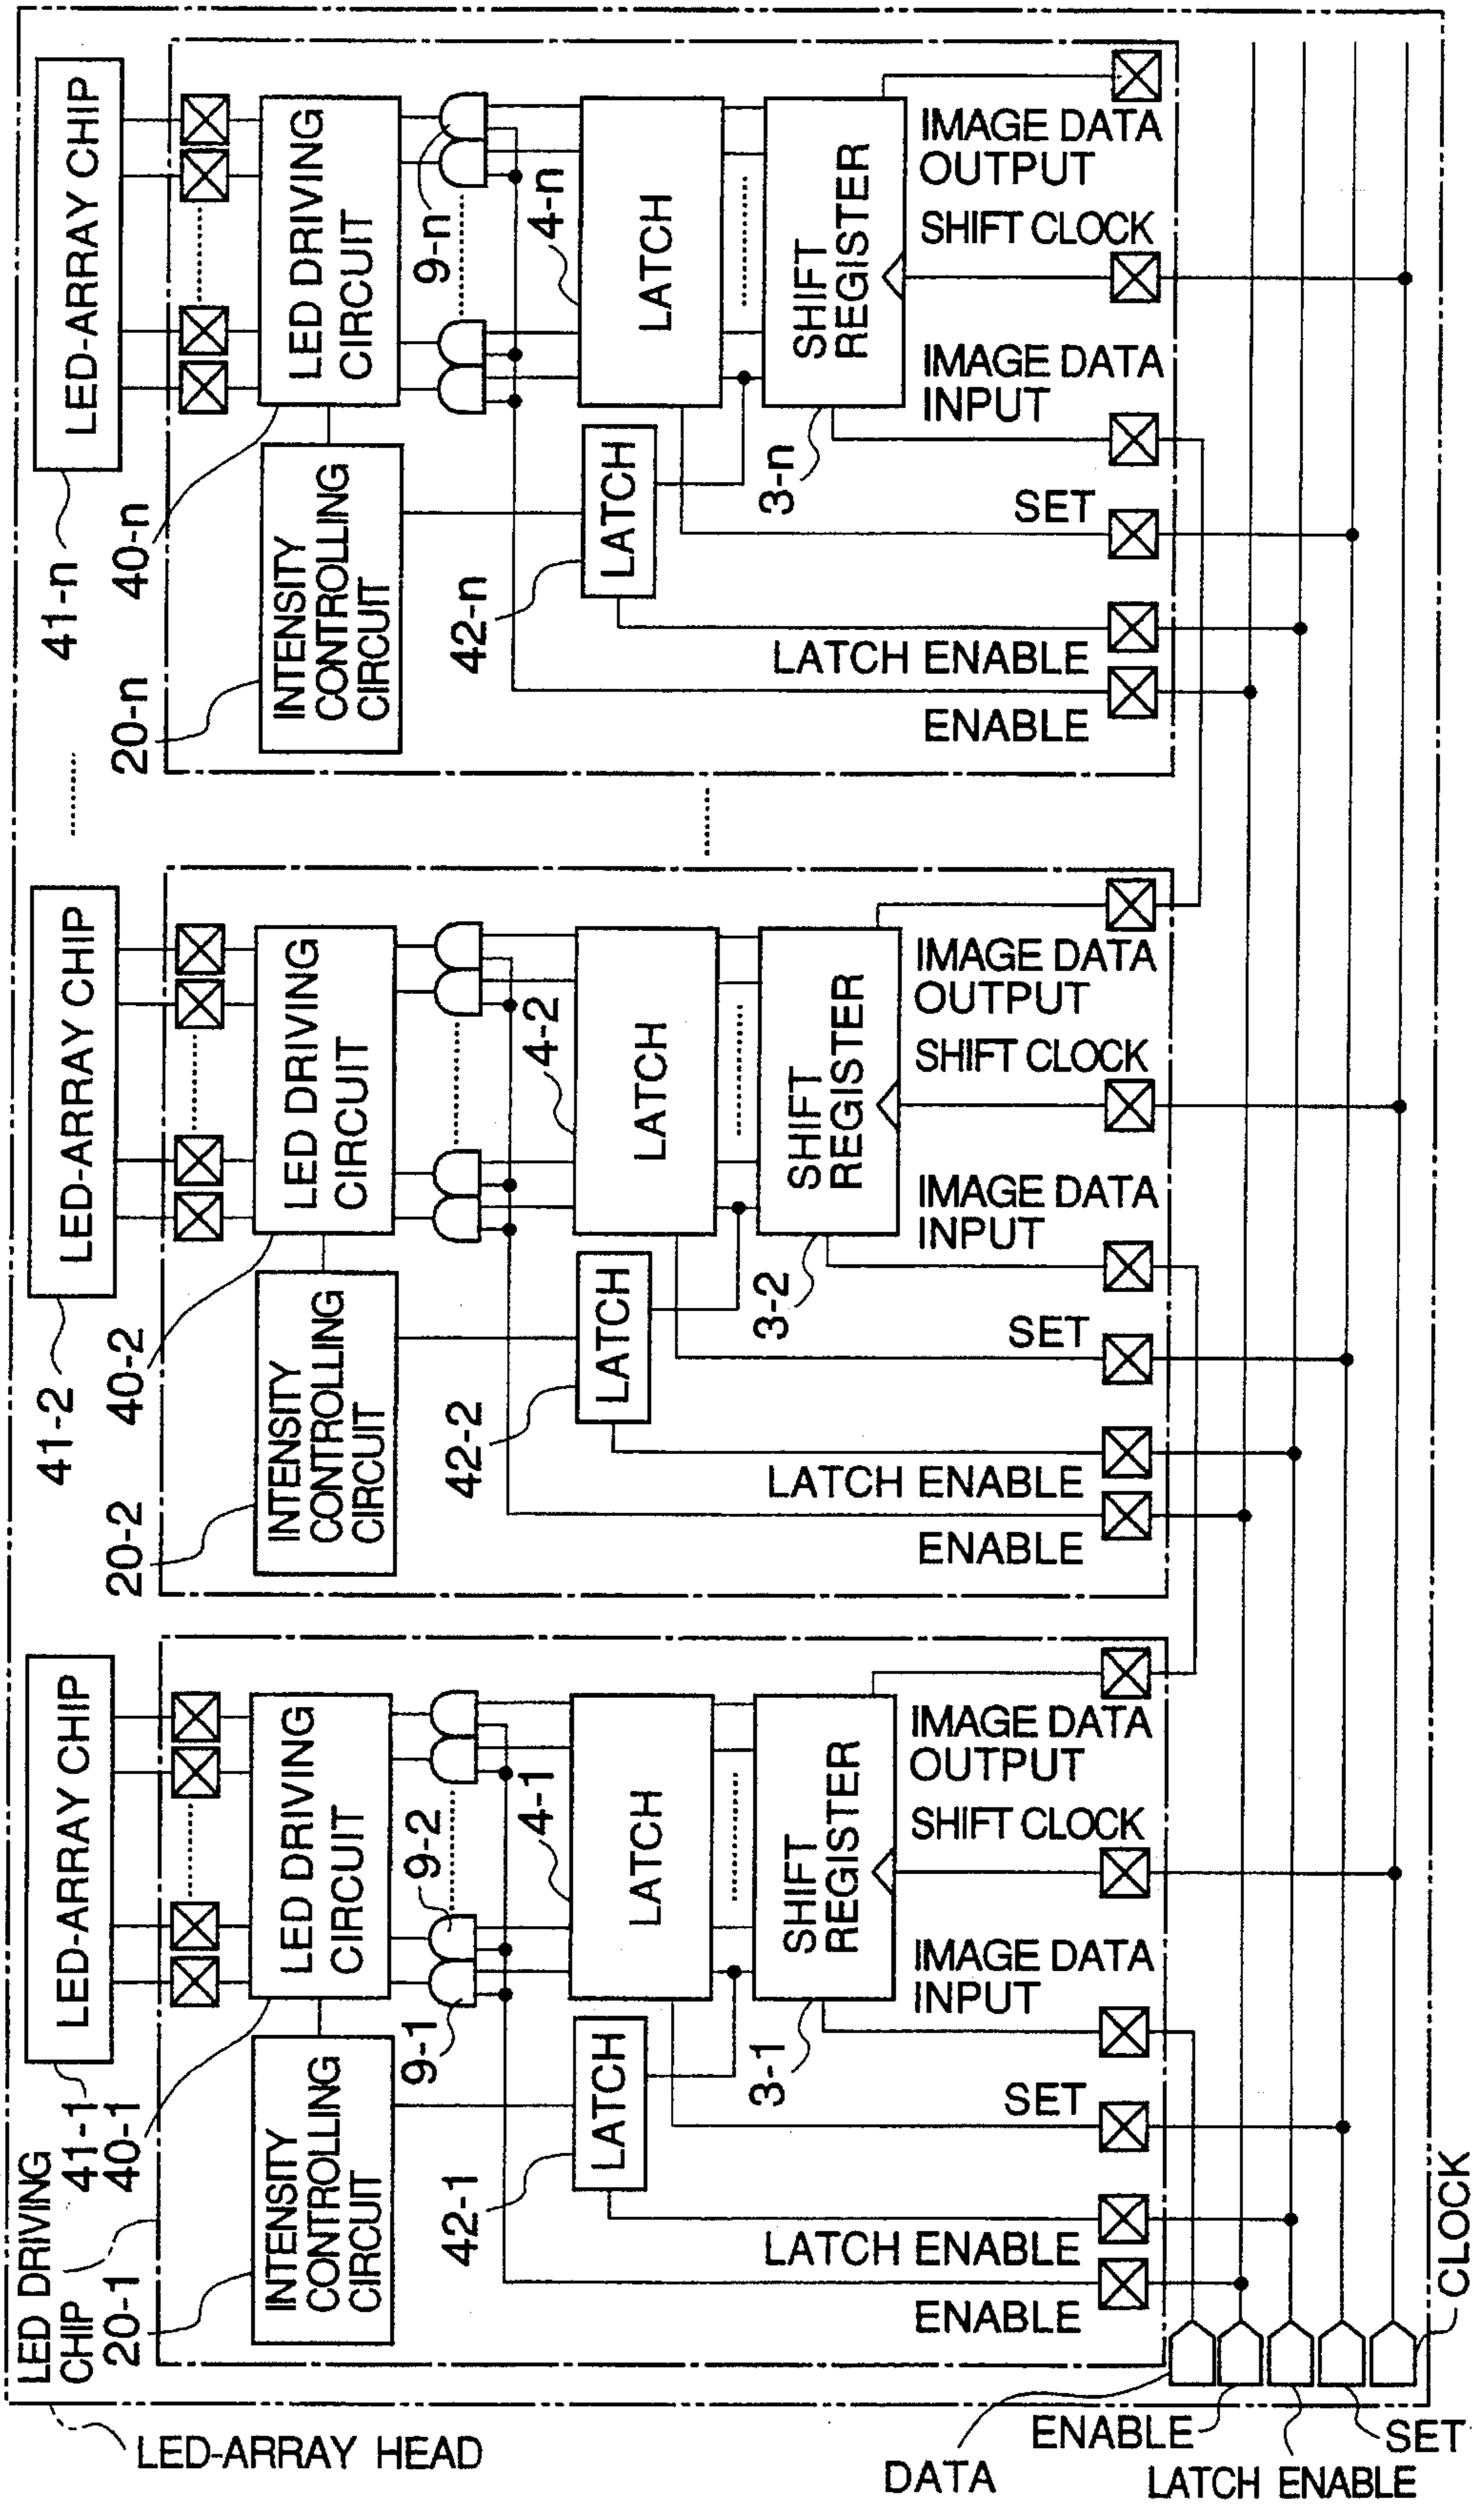 LED-ARRAY CHIP
41-n
40-n
20-n
LED DRIVING
CIRCUIT
INTENSITY
CONTROLLING
CIRCUIT
9-n
4-n
LATCH
42-n
LATCH
SHIFT
REGISTER
3-n
IMAGE DATA
OUTPUT
SHIFT CLOCK
IMAGE DATA
INPUT
SET
LATCH ENABLE
ENABLE
LED-ARRAY CHIP
41-2
40-2
20-2
LED DRIVING
CIRCUIT
INTENSITY
CONTROLLING
CIRCUIT
4-2
LATCH
42-2
LATCH
SHIFT
REGISTER
3-2
IMAGE DATA
OUTPUT
SHIFT CLOCK
IMAGE DATA
INPUT
SET
LATCH ENABLE
ENABLE
LED-ARRAY CHIP
41-1
40-1
LED DRIVING
CHIP
20-1
LED DRIVING
CIRCUIT
INTENSITY
CONTROLLING
CIRCUIT
9-2
9-1
4-1
LATCH
42-1
LATCH
SHIFT
REGISTER
3-1
IMAGE DATA
OUTPUT
SHIFT CLOCK
IMAGE DATA
INPUT
SET
LATCH ENABLE
ENABLE
LED-ARRAY HEAD
DATA
ENABLE
LATCH ENABLE
SET
CLOCK